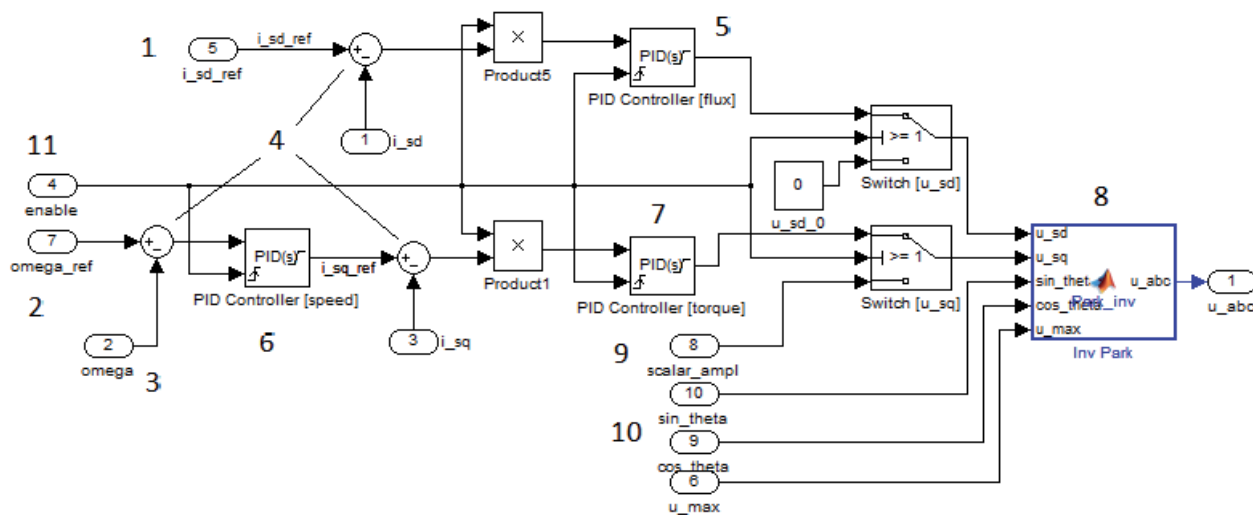 1
5
i_sd_ref
i_sd_ref
+
−
×
Product5
PID(s)
PID Controller [flux]
5
1
i_sd
4
11
4
enable
7
omega_ref
2
+
−
PID(s)
PID Controller [speed]
6
2
omega
3
i_sq_ref
+
−
3
i_sq
×
Product1
7
PID(s)
PID Controller [torque]
>= 1
Switch [u_sd]
0
u_sd_0
>= 1
Switch [u_sq]
9
8
scalar_ampl
10
sin_theta
10
9
cos_theta
6
u_max
8
u_sd
u_sq
sin_thet
cos_theta
u_max
Park_inv
u_abc
Inv Park
1
u_abc